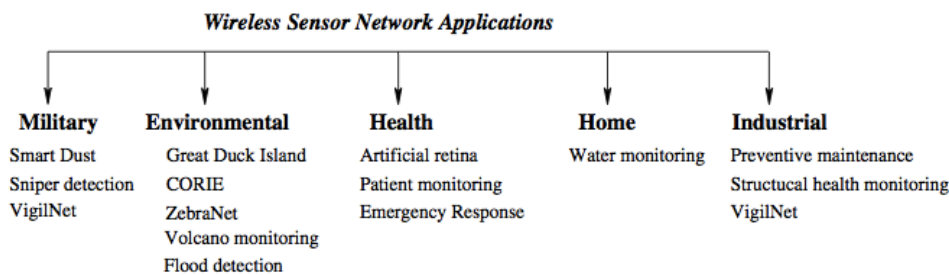 Wireless Sensor Network Applications
Military
Smart Dust
Sniper detection
VigilNet
Environmental
Great Duck Island
CORIE
ZebraNet
Volcano monitoring
Flood detection
Health
Artificial retina
Patient monitoring
Emergency Response
Home
Water monitoring
Industrial
Preventive maintenance
Structucal health monitoring
VigilNet